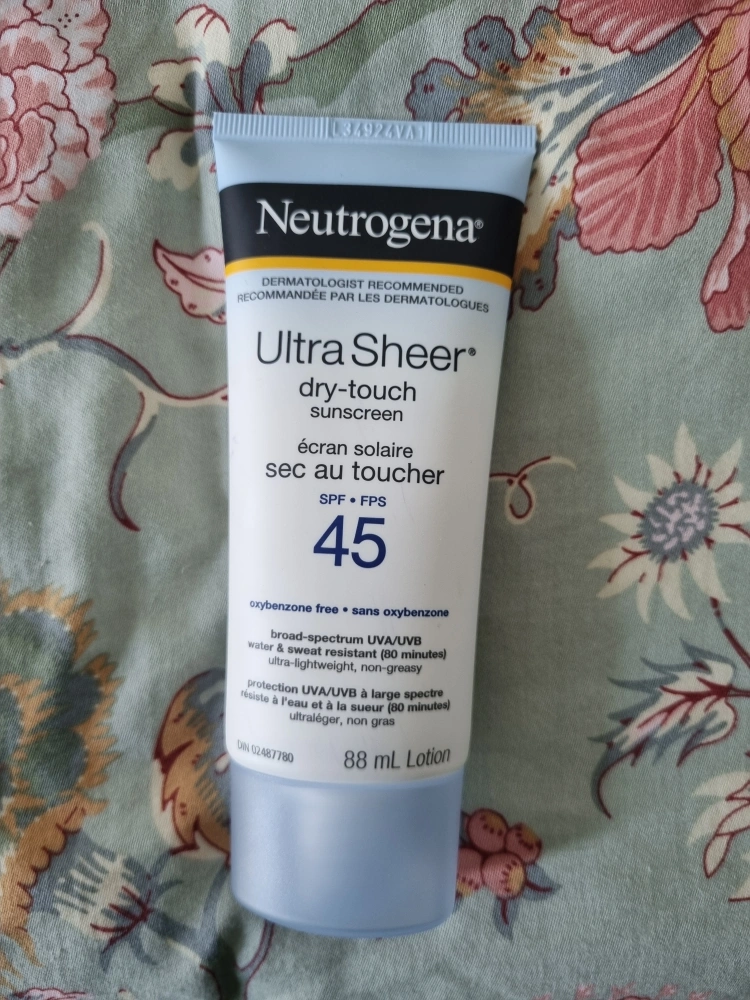 L34924VA1
Neutrogena®
DERMATOLOGIST RECOMMENDED
RECOMMANDÉE PAR LES DERMATOLOGUES
Ultra Sheer®
dry-touch
sunscreen
écran solaire
sec au toucher
SPF • FPS
45
oxybenzone free • sans oxybenzone
broad-spectrum UVA/UVB
water & sweat resistant (80 minutes)
ultra-lightweight, non-greasy
protection UVA/UVB à large spectre
résiste à l'eau et à la sueur (80 minutes)
ultraléger, non gras
DIN 02487780
88 mL Lotion